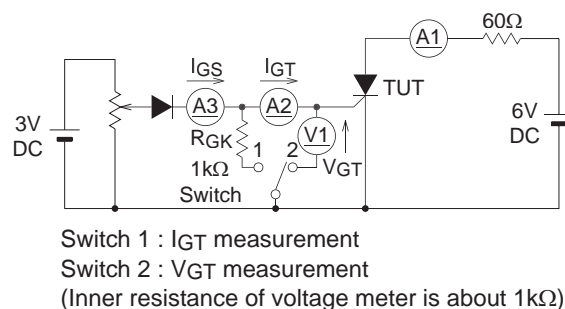 60Ω
A1
IGS
IGT
TUT
A3
A2
3V
DC
6V
DC
RGK
1
2
V1
1kΩ
VGT
Switch
Switch 1 : IGT measurement
Switch 2 : VGT measurement
(Inner resistance of voltage meter is about 1kΩ)